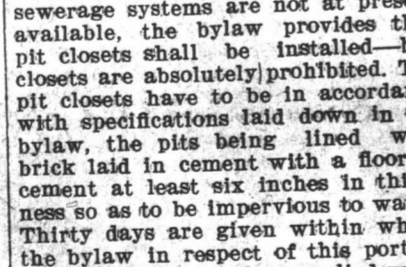 sewerage systems are not at prese
available, the bylaw provides th
pit closets shall be installed—
closets are absolutely prohibited. T
pit closets have to be in accorda
with specifications laid down in
bylaw, the pits being lined w
brick laid in cement with a floor
cement at least six inches in thi
ness so as to be impervious to wa
Thirty days are given within wh
the bylaw in respect of this port